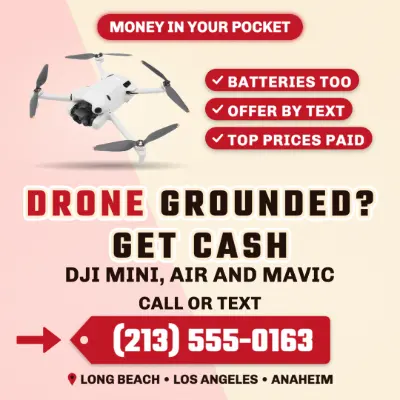 MONEY IN YOUR POCKET
BATTERIES TOO
OFFER BY TEXT
TOP PRICES PAID
DRONE GROUNDED?
GET CASH
DJI MINI, AIR AND MAVIC
CALL OR TEXT
(213) 555-0163
LONG BEACH • LOS ANGELES • ANAHEIM